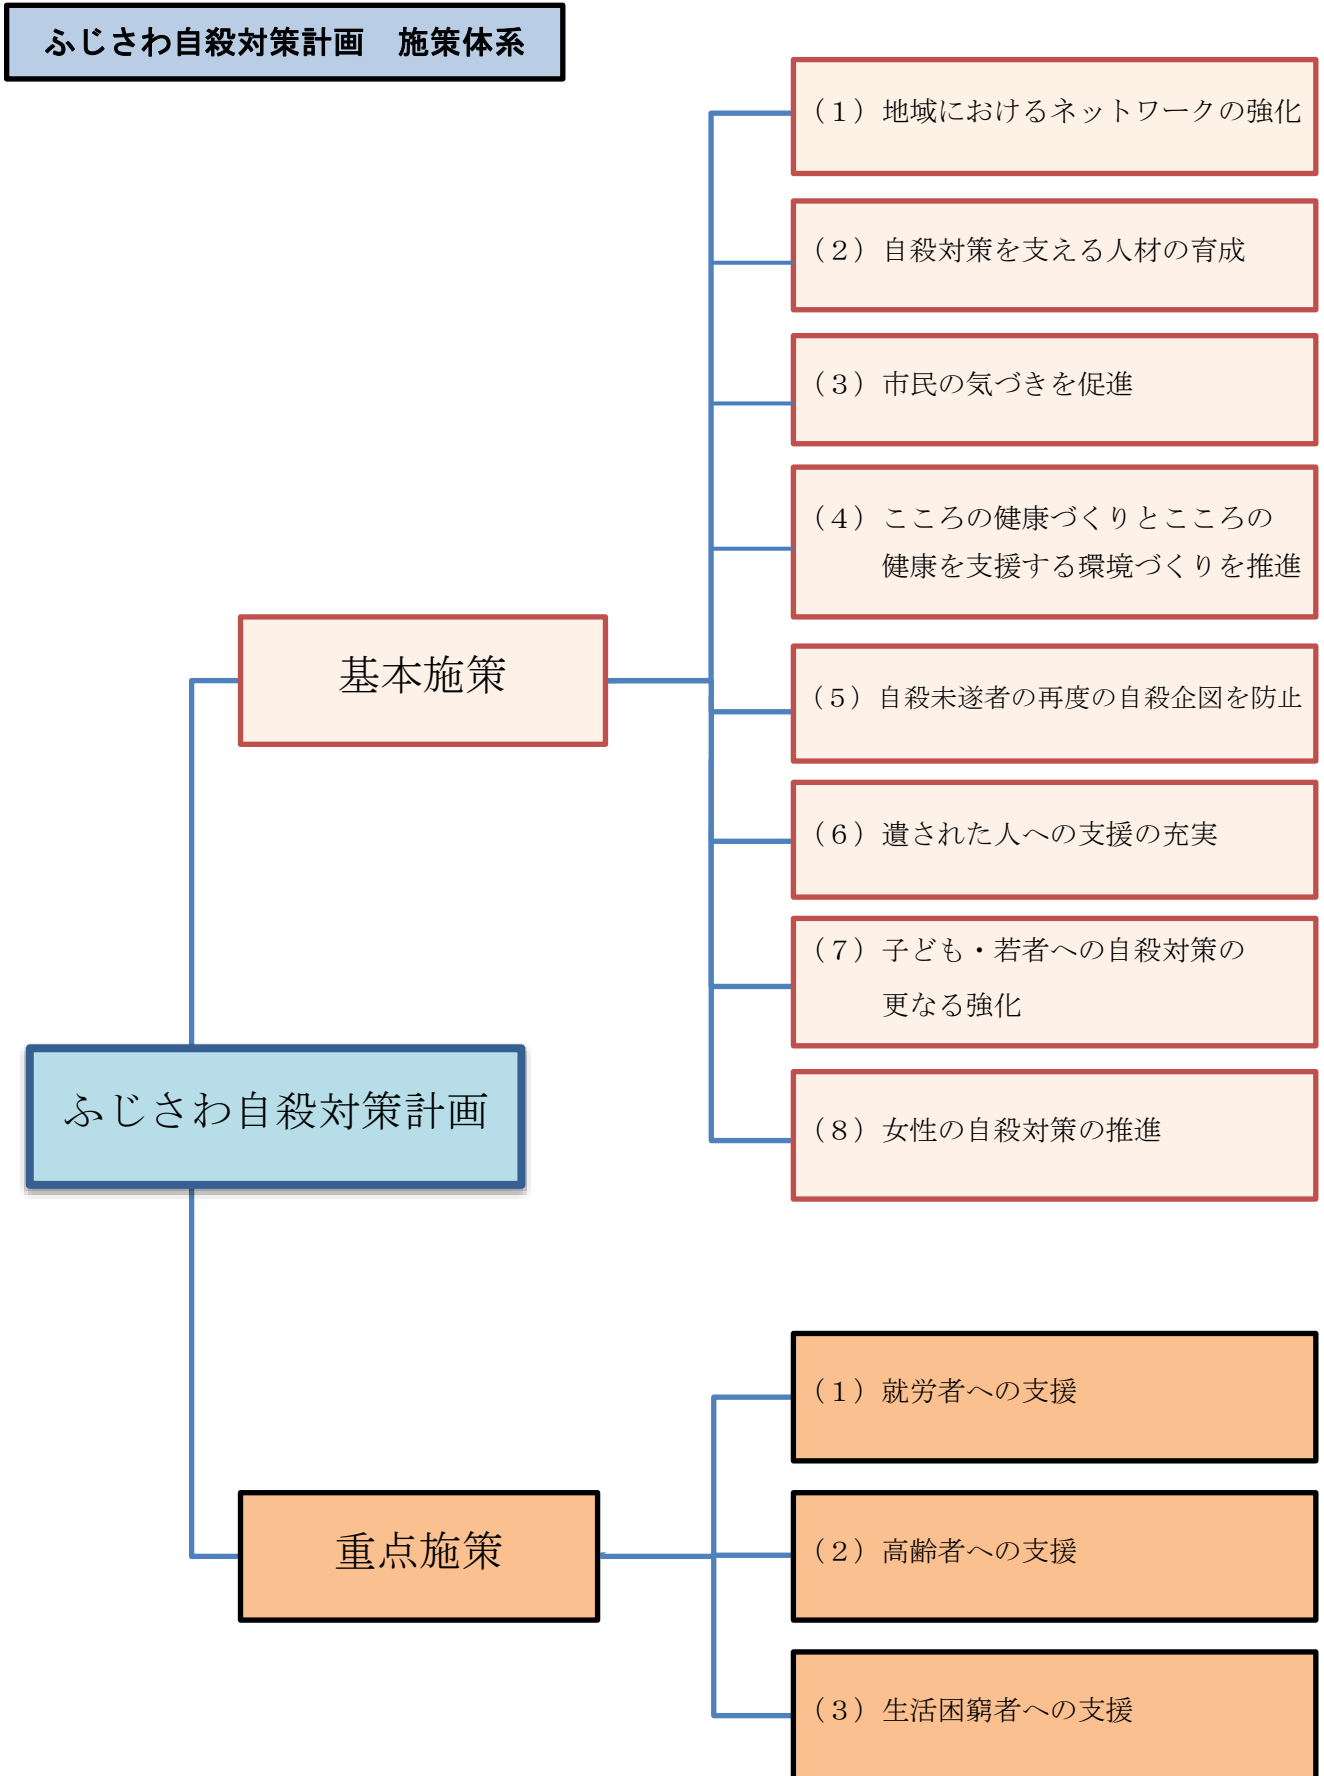 ふじさわ自殺対策計画　施策体系
（１）地域におけるネットワークの強化
（２）自殺対策を支える人材の育成
（３）市民の気づきを促進
（４）こころの健康づくりとこころの
健康を支援する環境づくりを推進
基本施策
（５）自殺未遂者の再度の自殺企図を防止
（６）遺された人への支援の充実
（７）子ども・若者への自殺対策の
更なる強化
ふじさわ自殺対策計画
（８）女性の自殺対策の推進
（１）就労者への支援
重点施策
（２）高齢者への支援
（３）生活困窮者への支援